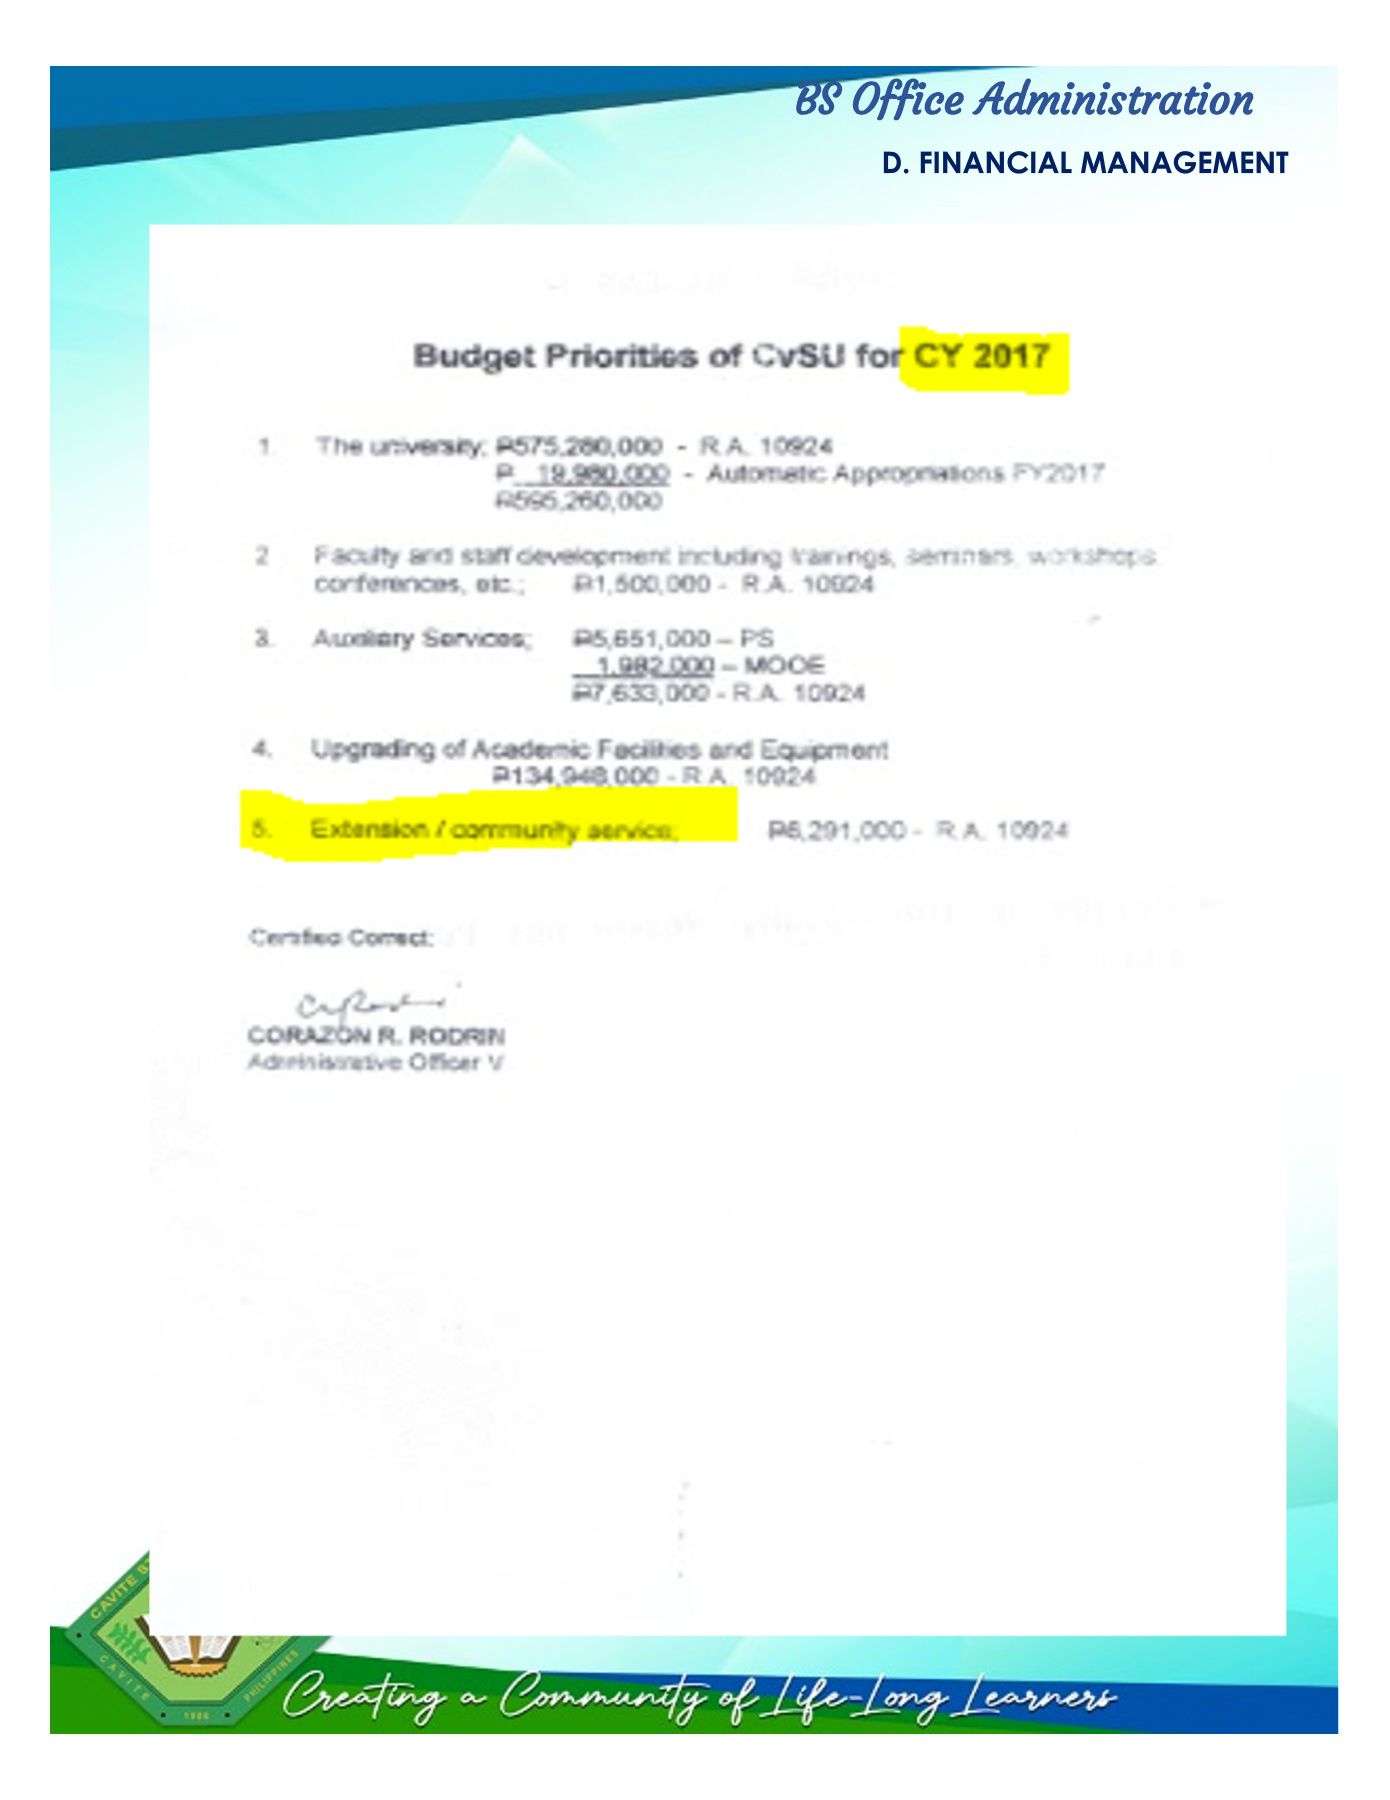 BS Office Administration
D. FINANCIAL MANAGEMENT
Budget Priorities of CvSU for CY 2017
1. The university; ₱575,280,000 - R.A. 10924
₱ 19,980,000 - Automatic Appropriations FY2017
₱595,260,000
2 Faculty and staff development including trainings, seminars, workshops
conferences, etc.; ₱1,500,000 - R.A. 10924
3. Auxiliary Services; ₱5,651,000 – PS
1,982,000 – MOOE
₱7,633,000 - R.A. 10924
4. Upgrading of Academic Facilities and Equipment
₱134,948,000 - R.A. 10924
5. Extension / community service; ₱6,291,000 - R.A. 10924
Certified Correct:
CORAZON R. RODRIN
Administrative Officer V
CAVITE
CAVITE
PHILIPPINES
1906
Creating a Community of Life-Long Learners